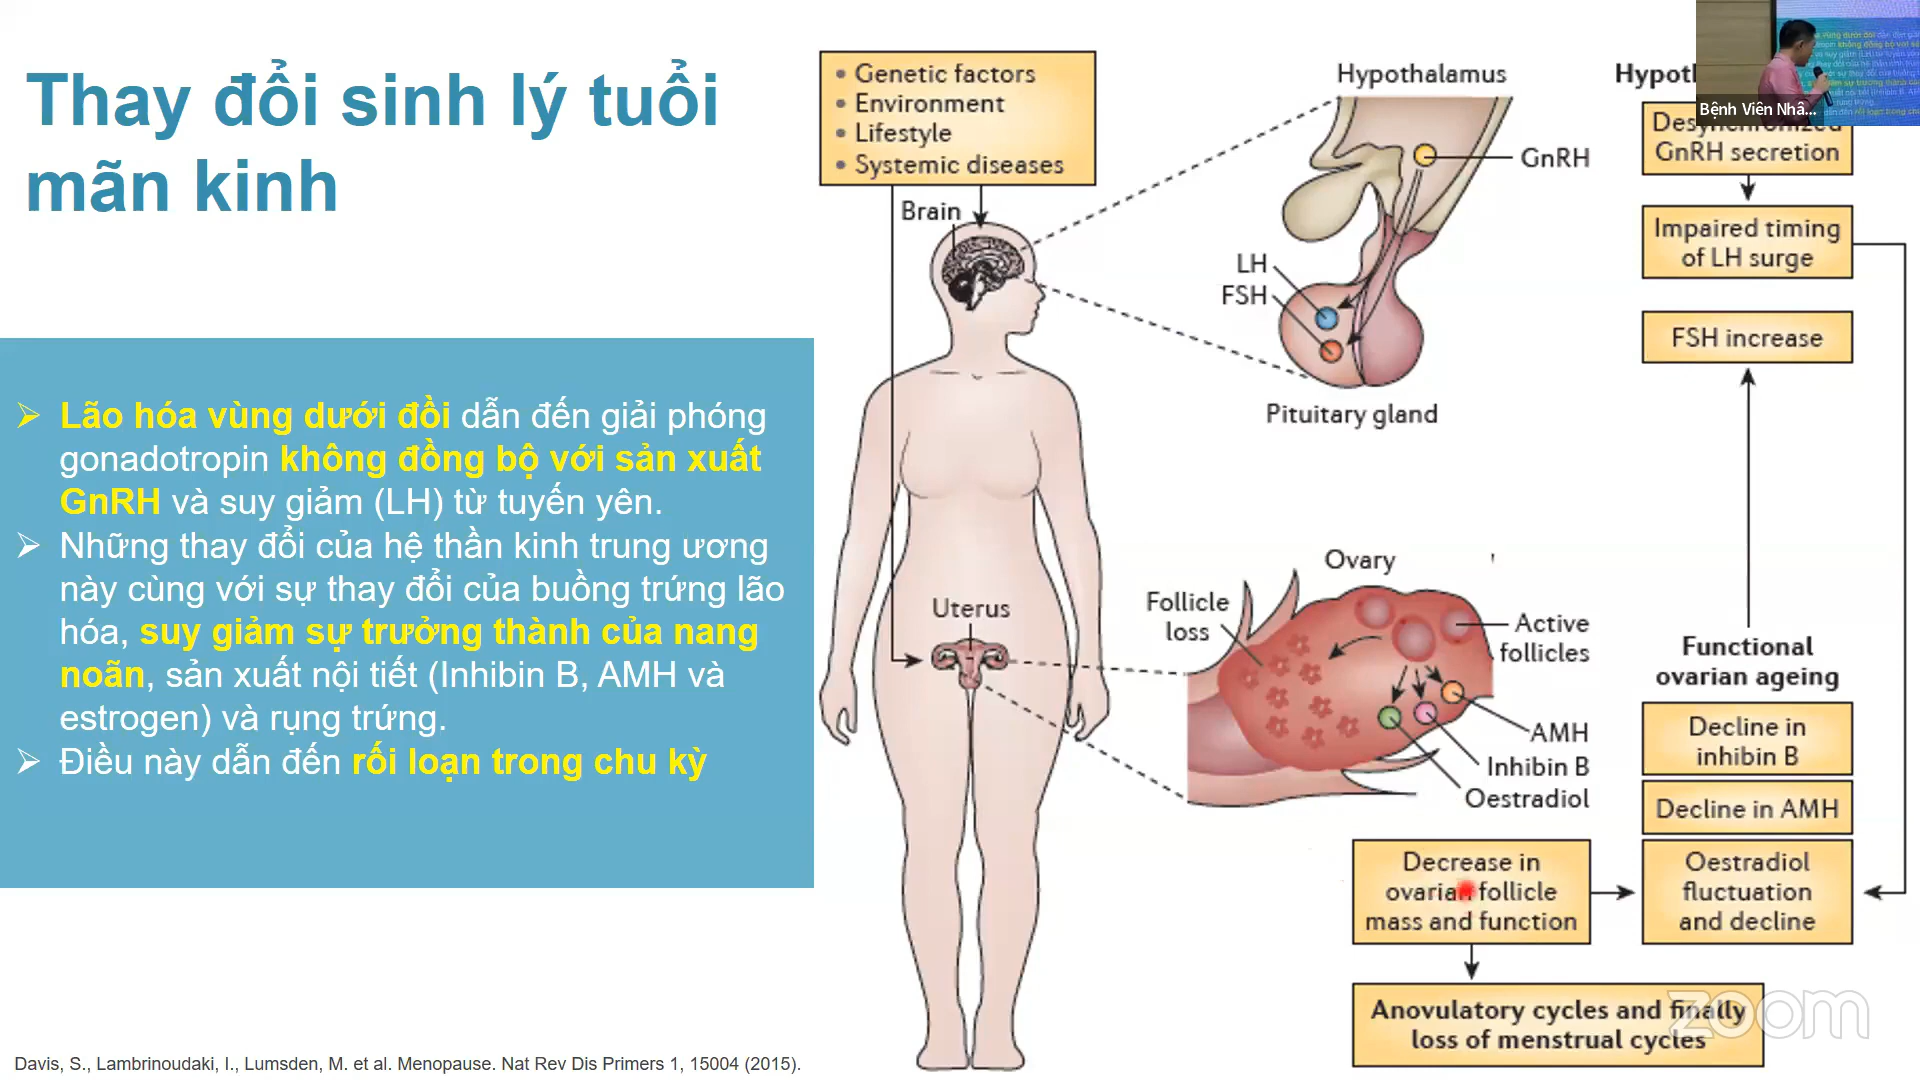 Thay đổi sinh lý tuổi
mãn kinh
➢ Lão hóa vùng dưới đồi dẫn đến giải phóng
gonadotropin không đồng bộ với sản xuất
GnRH và suy giảm (LH) từ tuyến yên.
➢ Những thay đổi của hệ thần kinh trung ương
này cùng với sự thay đổi của buồng trứng lão
hóa, suy giảm sự trưởng thành của nang
noãn, sản xuất nội tiết (Inhibin B, AMH và
estrogen) và rụng trứng.
➢ Điều này dẫn đến rối loạn trong chu kỳ
Davis, S., Lambrinoudaki, I., Lumsden, M. et al. Menopause. Nat Rev Dis Primers 1, 15004 (2015).
• Genetic factors
• Environment
• Lifestyle
• Systemic diseases
Brain
Uterus
Hypothalamus
GnRH
LH
FSH
Pituitary gland
Ovary
Follicle
loss
Active
follicles
AMH
Inhibin B
Oestradiol
Bệnh Viên Nhâ...
Desynchronized
GnRH secretion
Impaired timing
of LH surge
FSH increase
Functional
ovarian ageing
Decline in
inhibin B
Decline in AMH
Oestradiol
fluctuation
and decline
Decrease in
ovarian follicle
mass and function
Anovulatory cycles and finally
loss of menstrual cycles
zoom